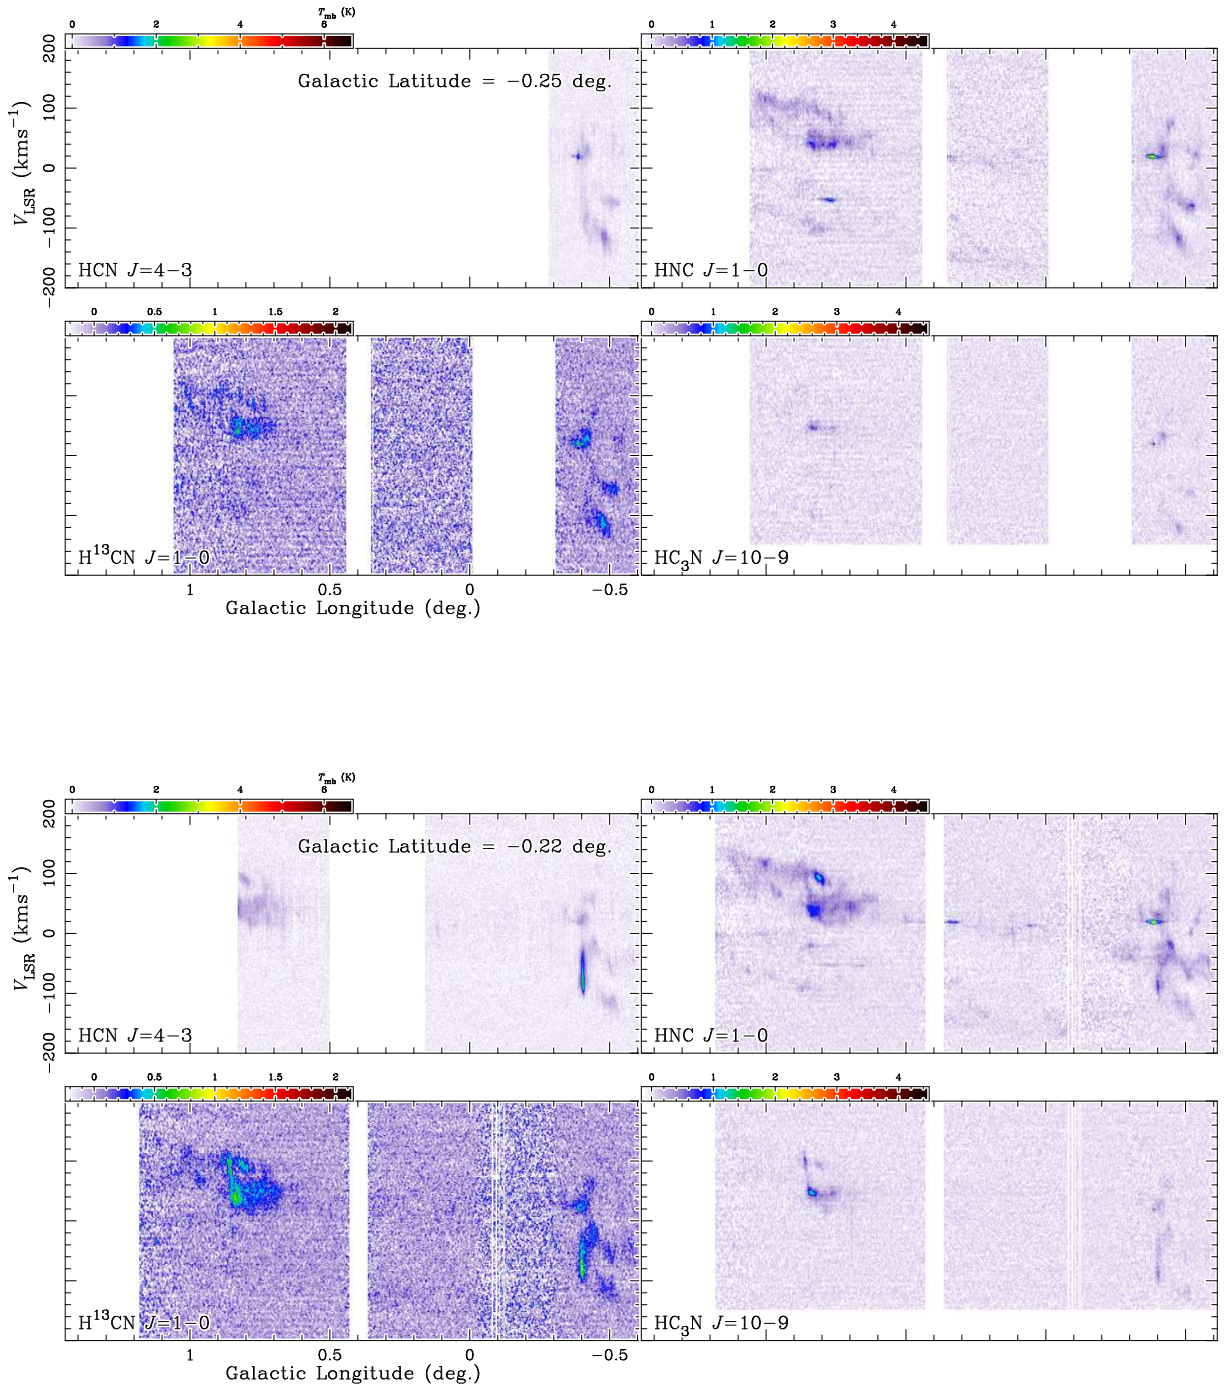 T_mb (K)
0 2 4 6
0 1 2 3 4
200
100
0
−100
−200
V_LSR (kms^−1)
Galactic Latitude = −0.25 deg.
HCN J=4−3
HNC J=1−0
0 0.5 1 1.5 2
0 1 2 3 4
H^13CN J=1−0
HC_3N J=10−9
1 0.5 0 −0.5
Galactic Longitude (deg.)
T_mb (K)
0 2 4 6
0 1 2 3 4
200
100
0
−100
−200
V_LSR (kms^−1)
Galactic Latitude = −0.22 deg.
HCN J=4−3
HNC J=1−0
0 0.5 1 1.5 2
0 1 2 3 4
H^13CN J=1−0
HC_3N J=10−9
1 0.5 0 −0.5
Galactic Longitude (deg.)